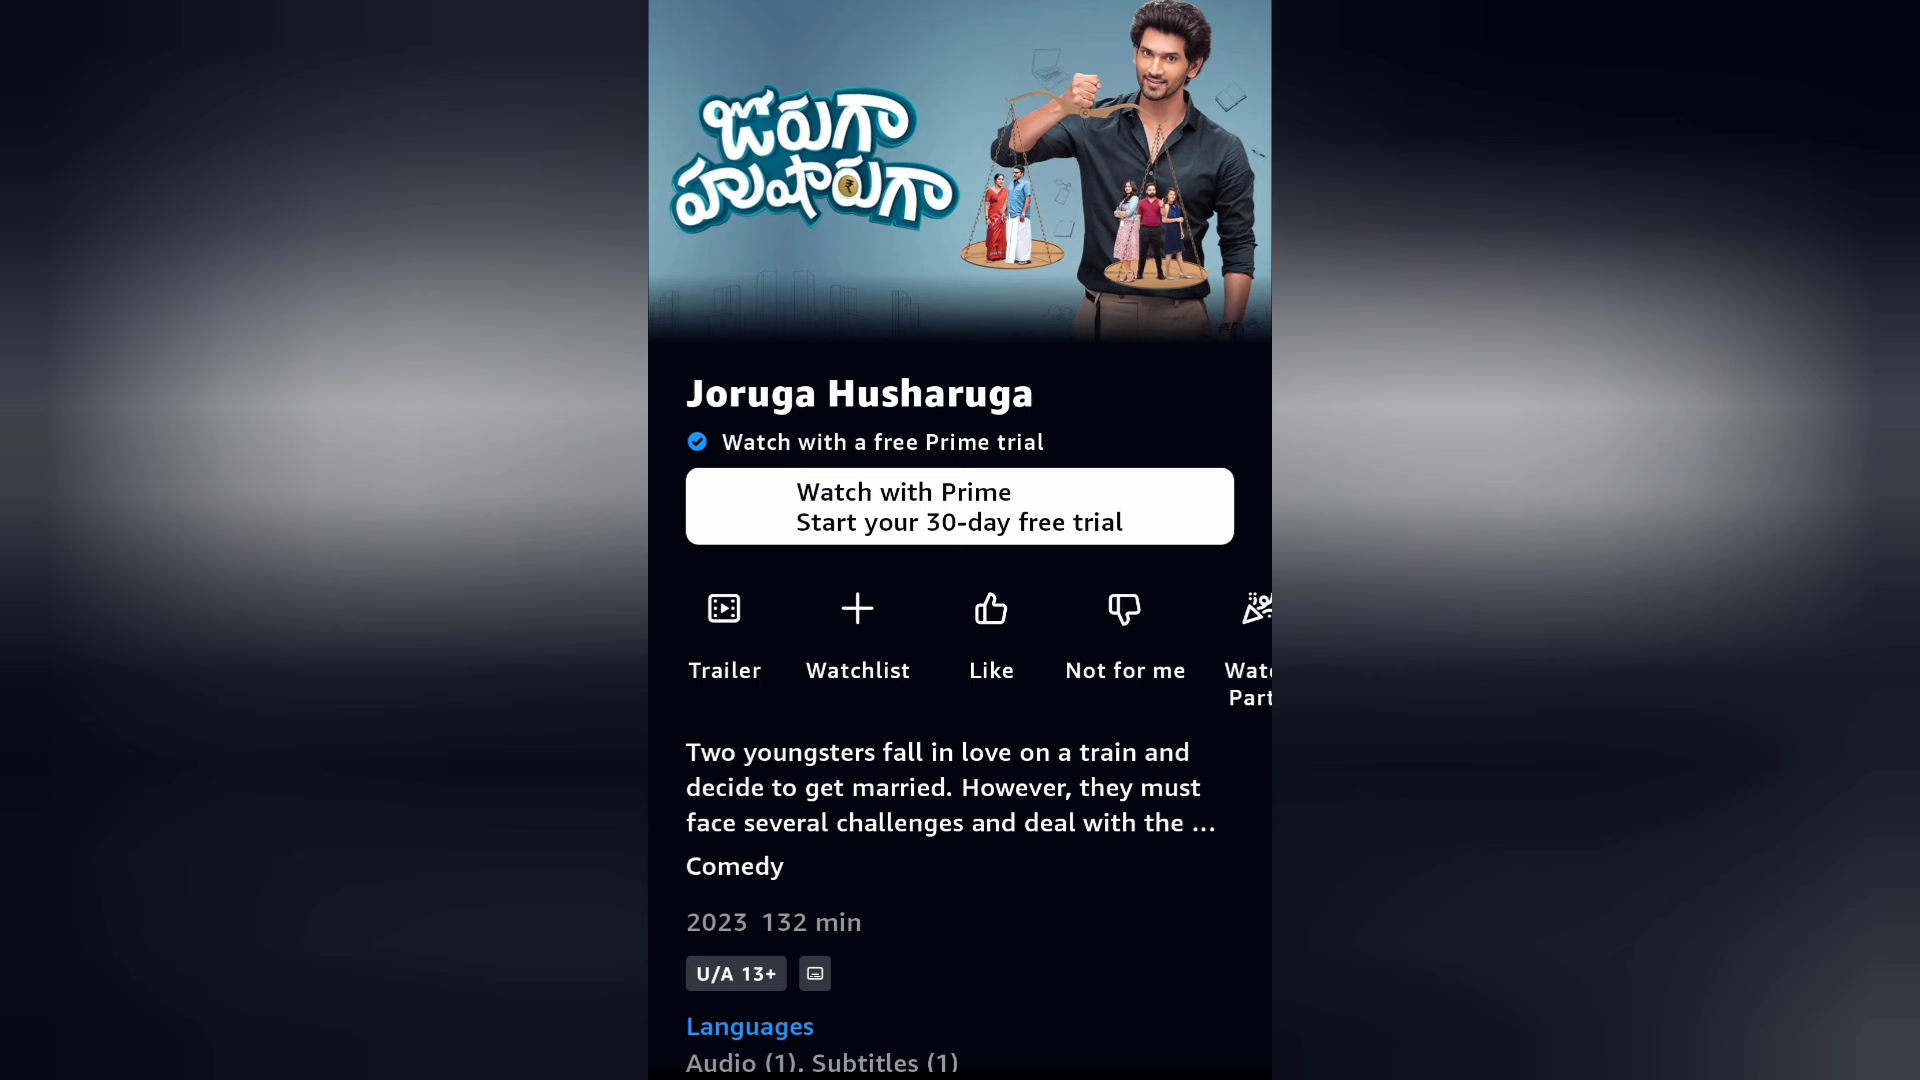 జోరుగా
హుషారుగా
Joruga Husharuga
Watch with a free Prime trial
Watch with Prime
Start your 30-day free trial
Trailer
Watchlist
Like
Not for me
Two youngsters fall in love on a train and
decide to get married. However, they must
face several challenges and deal with the ...
Comedy
2023 132 min
U/A 13+
Languages
Audio (1), Subtitles (1)